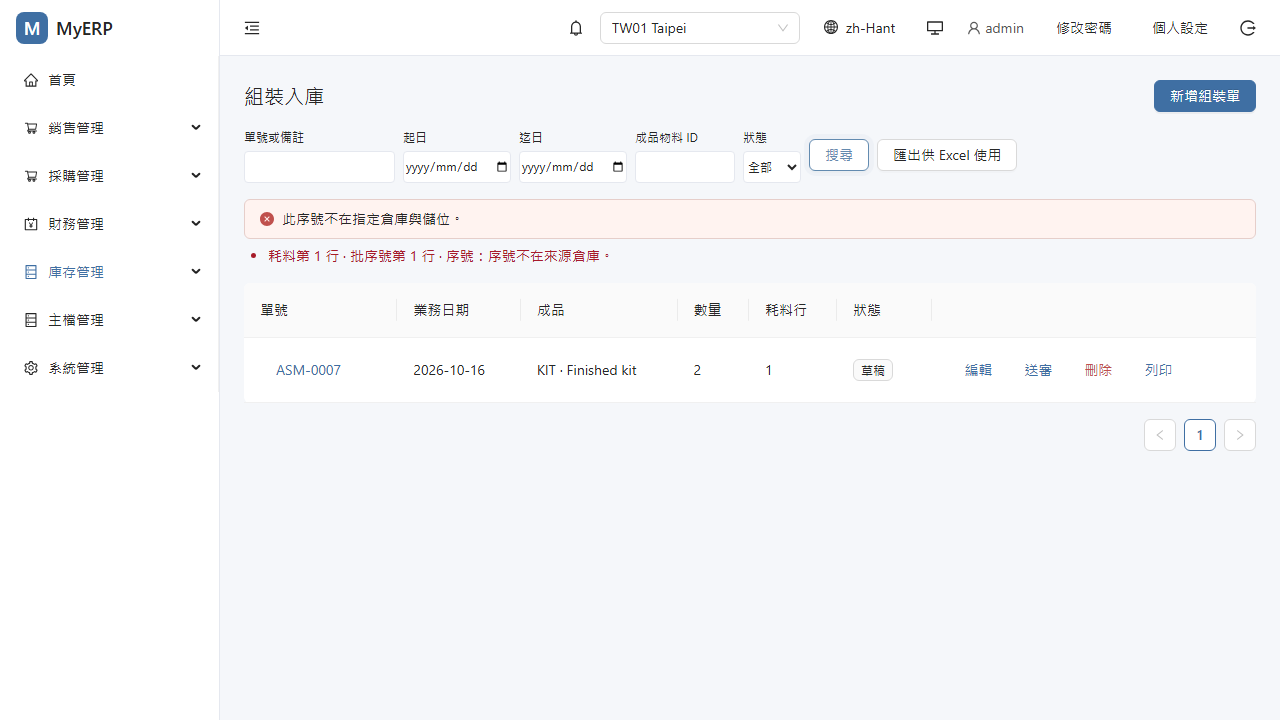 M MyERP
TW01 Taipei
zh-Hant
admin
修改密碼
個人設定
首頁
銷售管理
採購管理
財務管理
庫存管理
主檔管理
系統管理
組裝入庫
新增組裝單
單號或備註 起日 迄日 成品物料 ID 狀態
yyyy/mm/dd yyyy/mm/dd 全部 搜尋 匯出供 Excel 使用
此序號不在指定倉庫與儲位。
耗料第 1 行 · 批序號第 1 行 · 序號：序號不在來源倉庫。
單號 業務日期 成品 數量 耗料行 狀態
ASM-0007 2026-10-16 KIT · Finished kit 2 1 草稿 編輯 送審 刪除 列印
1